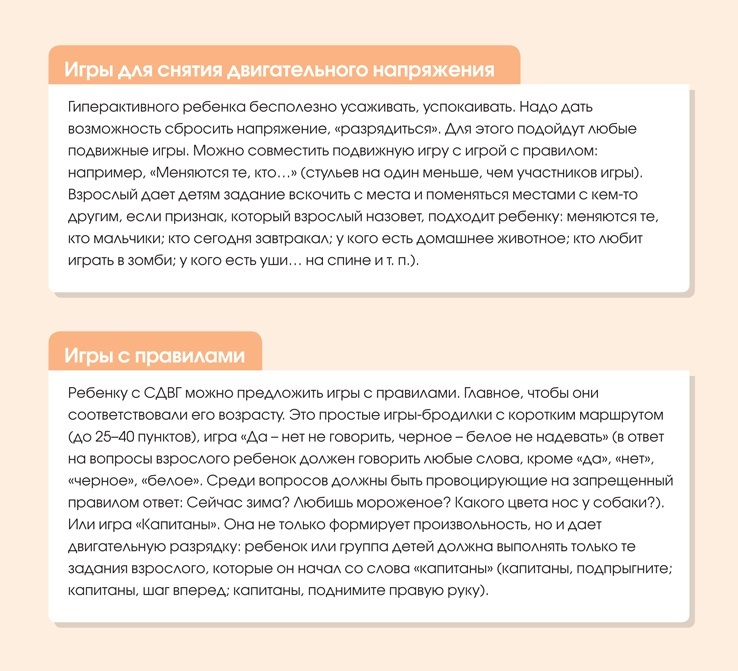 Игры для снятия двигательного напряжения
Гиперактивного ребенка бесполезно усаживать, успокаивать. Надо дать
возможность сбросить напряжение, «разрядиться». Для этого подойдут любые
подвижные игры. Можно совместить подвижную игру с игрой с правилом:
например, «Меняются те, кто…» (стульев на один меньше, чем участников игры).
Взрослый дает детям задание вскочить с места и поменяться местами с кем-то
другим, если признак, который взрослый назовет, подходит ребенку: меняются те,
кто мальчики; кто сегодня завтракал; у кого есть домашнее животное; кто любит
играть в зомби; у кого есть уши… на спине и т. п.).
Игры с правилами
Ребенку с СДВГ можно предложить игры с правилами. Главное, чтобы они
соответствовали его возрасту. Это простые игры-бродилки с коротким маршрутом
(до 25–40 пунктов), игра «Да – нет не говорить, черное – белое не надевать» (в ответ
на вопросы взрослого ребенок должен говорить любые слова, кроме «да», «нет»,
«черное», «белое». Среди вопросов должны быть провоцирующие на запрещенный
правилом ответ: Сейчас зима? Любишь мороженое? Какого цвета нос у собаки?).
Или игра «Капитаны». Она не только формирует произвольность, но и дает
двигательную разрядку: ребенок или группа детей должна выполнять только те
задания взрослого, которые он начал со слова «капитаны» (капитаны, подпрыгните;
капитаны, шаг вперед; капитаны, поднимите правую руку).